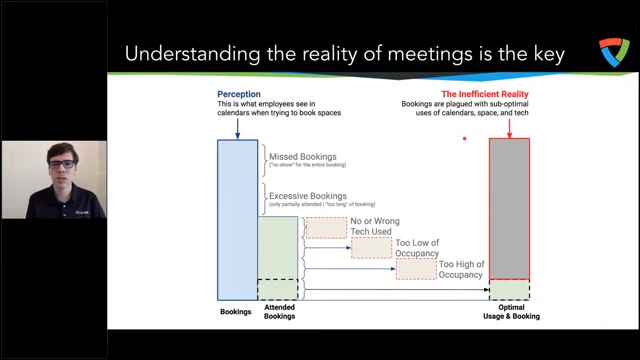 Understanding the reality of meetings is the key
Perception
This is what employees see in
calendars when trying to book spaces
The Inefficient Reality
Bookings are plagued with sub-optimal
uses of calendars, space, and tech
Missed Bookings
("no-show" for the entire booking)
Excessive Bookings
(only partially attended | "too long" of booking)
No or Wrong
Tech Used
Too Low of
Occupancy
Too High of
Occupancy
Bookings
Attended
Bookings
Optimal
Usage & Booking